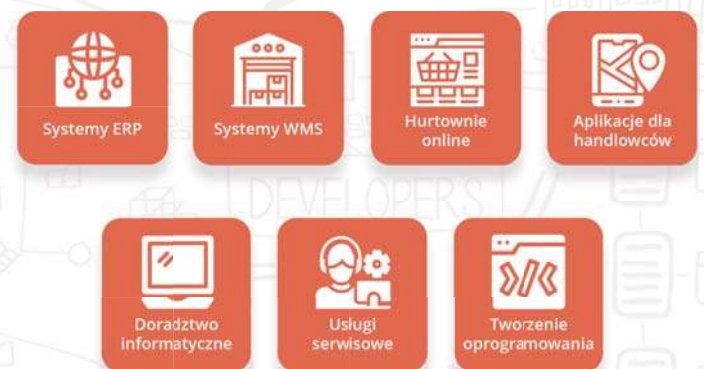 Systemy ERP
Systemy WMS
Hurtownie
online
Aplikacje dla
handlowców
DEVELOPERS
Doradztwo
informatyczne
Usługi
serwisowe
Tworzenie
oprogramowania